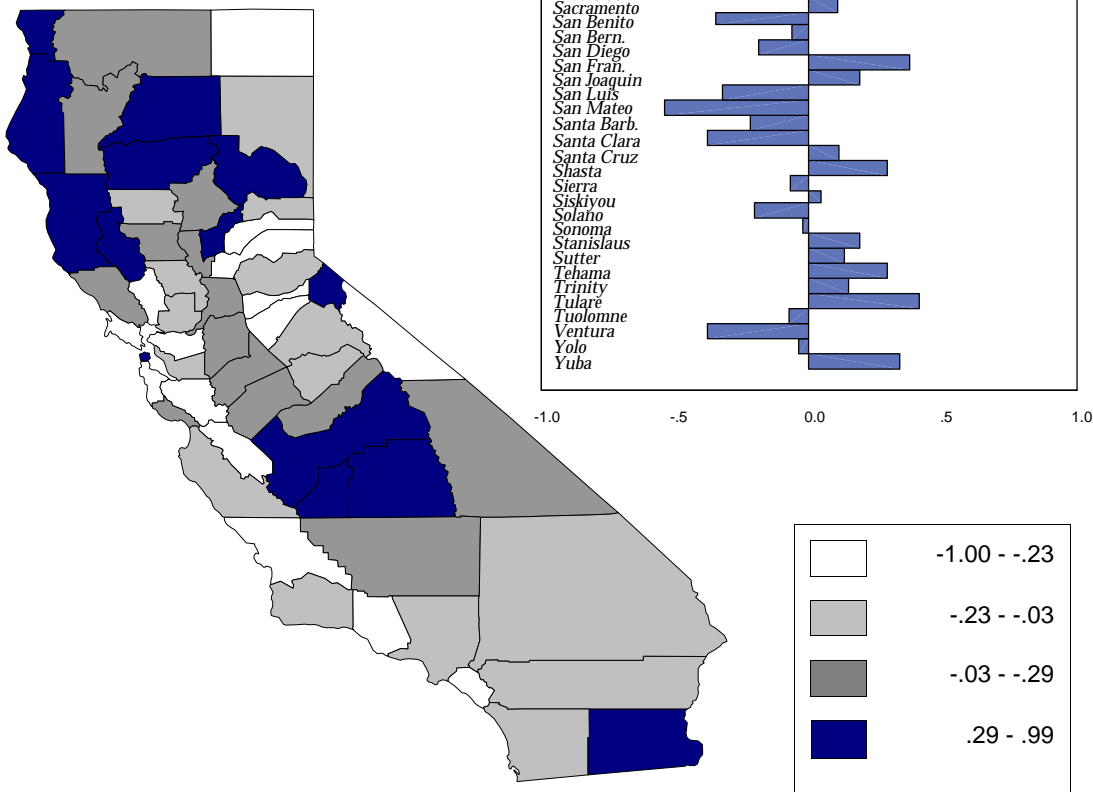 Sacramento
San Benito
San Bern.
San Diego
San Fran.
San Joaquin
San Luis
San Mateo
Santa Barb.
Santa Clara
Santa Cruz
Shasta
Sierra
Siskiyou
Solano
Sonoma
Stanislaus
Sutter
Tehama
Trinity
Tulare
Tuolomne
Ventura
Yolo
Yuba
-1.0 -.5 0.0 .5 1.0
-1.00 - -.23
-.23 - -.03
-.03 - -.29
.29 - .99